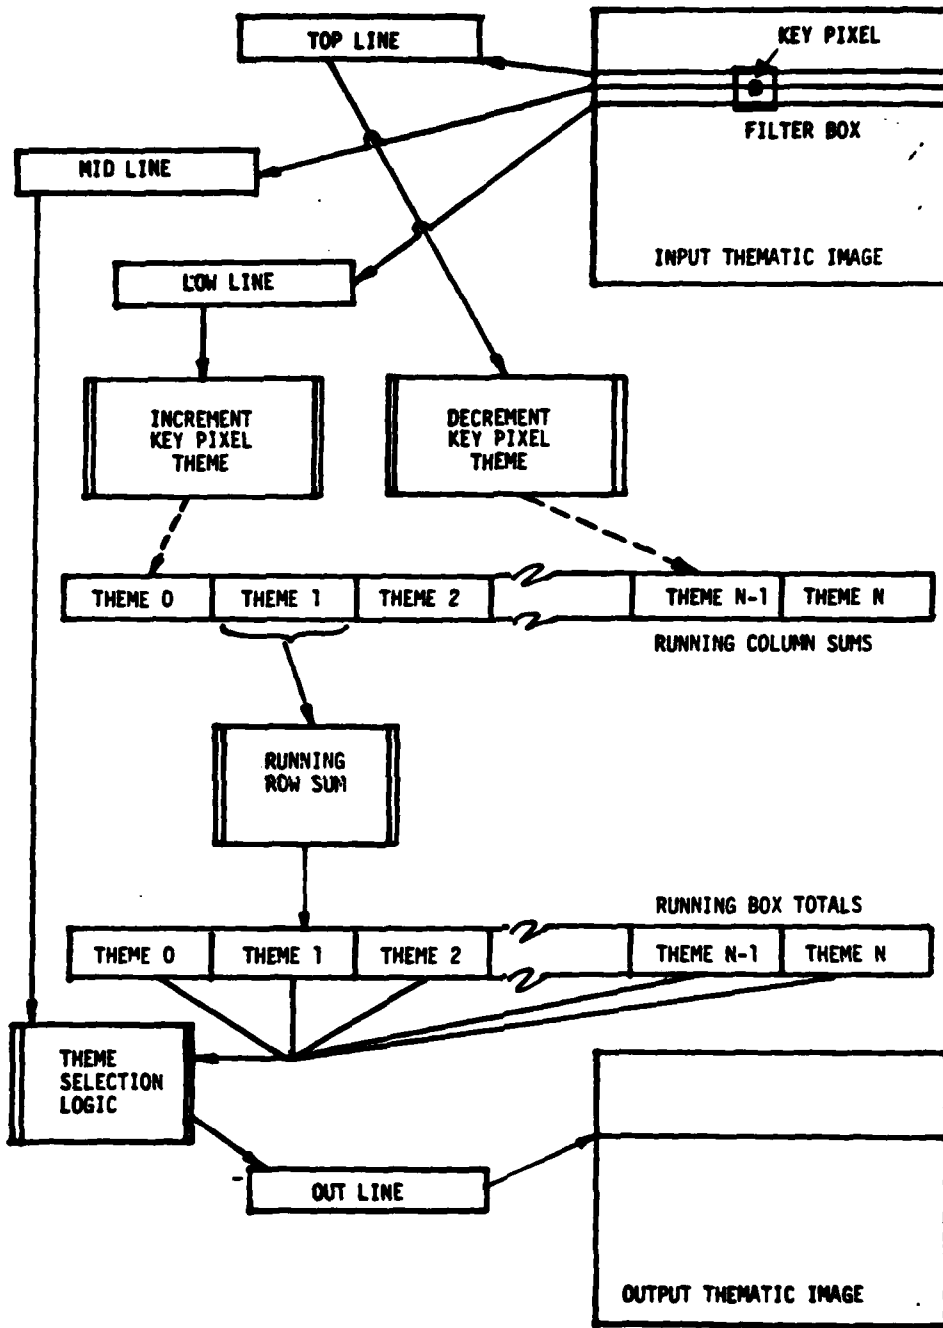 TOP LINE
KEY PIXEL
FILTER BOX
MID LINE
INPUT THEMATIC IMAGE
LOW LINE
INCREMENT
KEY PIXEL
THEME
DECREMENT
KEY PIXEL
THEME
THEME 0 THEME 1 THEME 2 THEME N-1 THEME N
RUNNING COLUMN SUMS
RUNNING
ROW SUM
RUNNING BOX TOTALS
THEME 0 THEME 1 THEME 2 THEME N-1 THEME N
THEME
SELECTION
LOGIC
OUT LINE
OUTPUT THEMATIC IMAGE